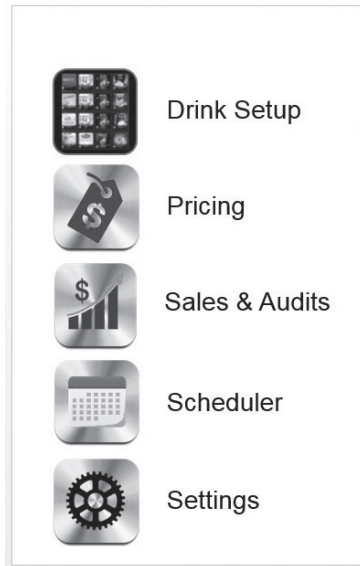 Drink Setup
Pricing
$
Sales & Audits
$
Scheduler
Settings